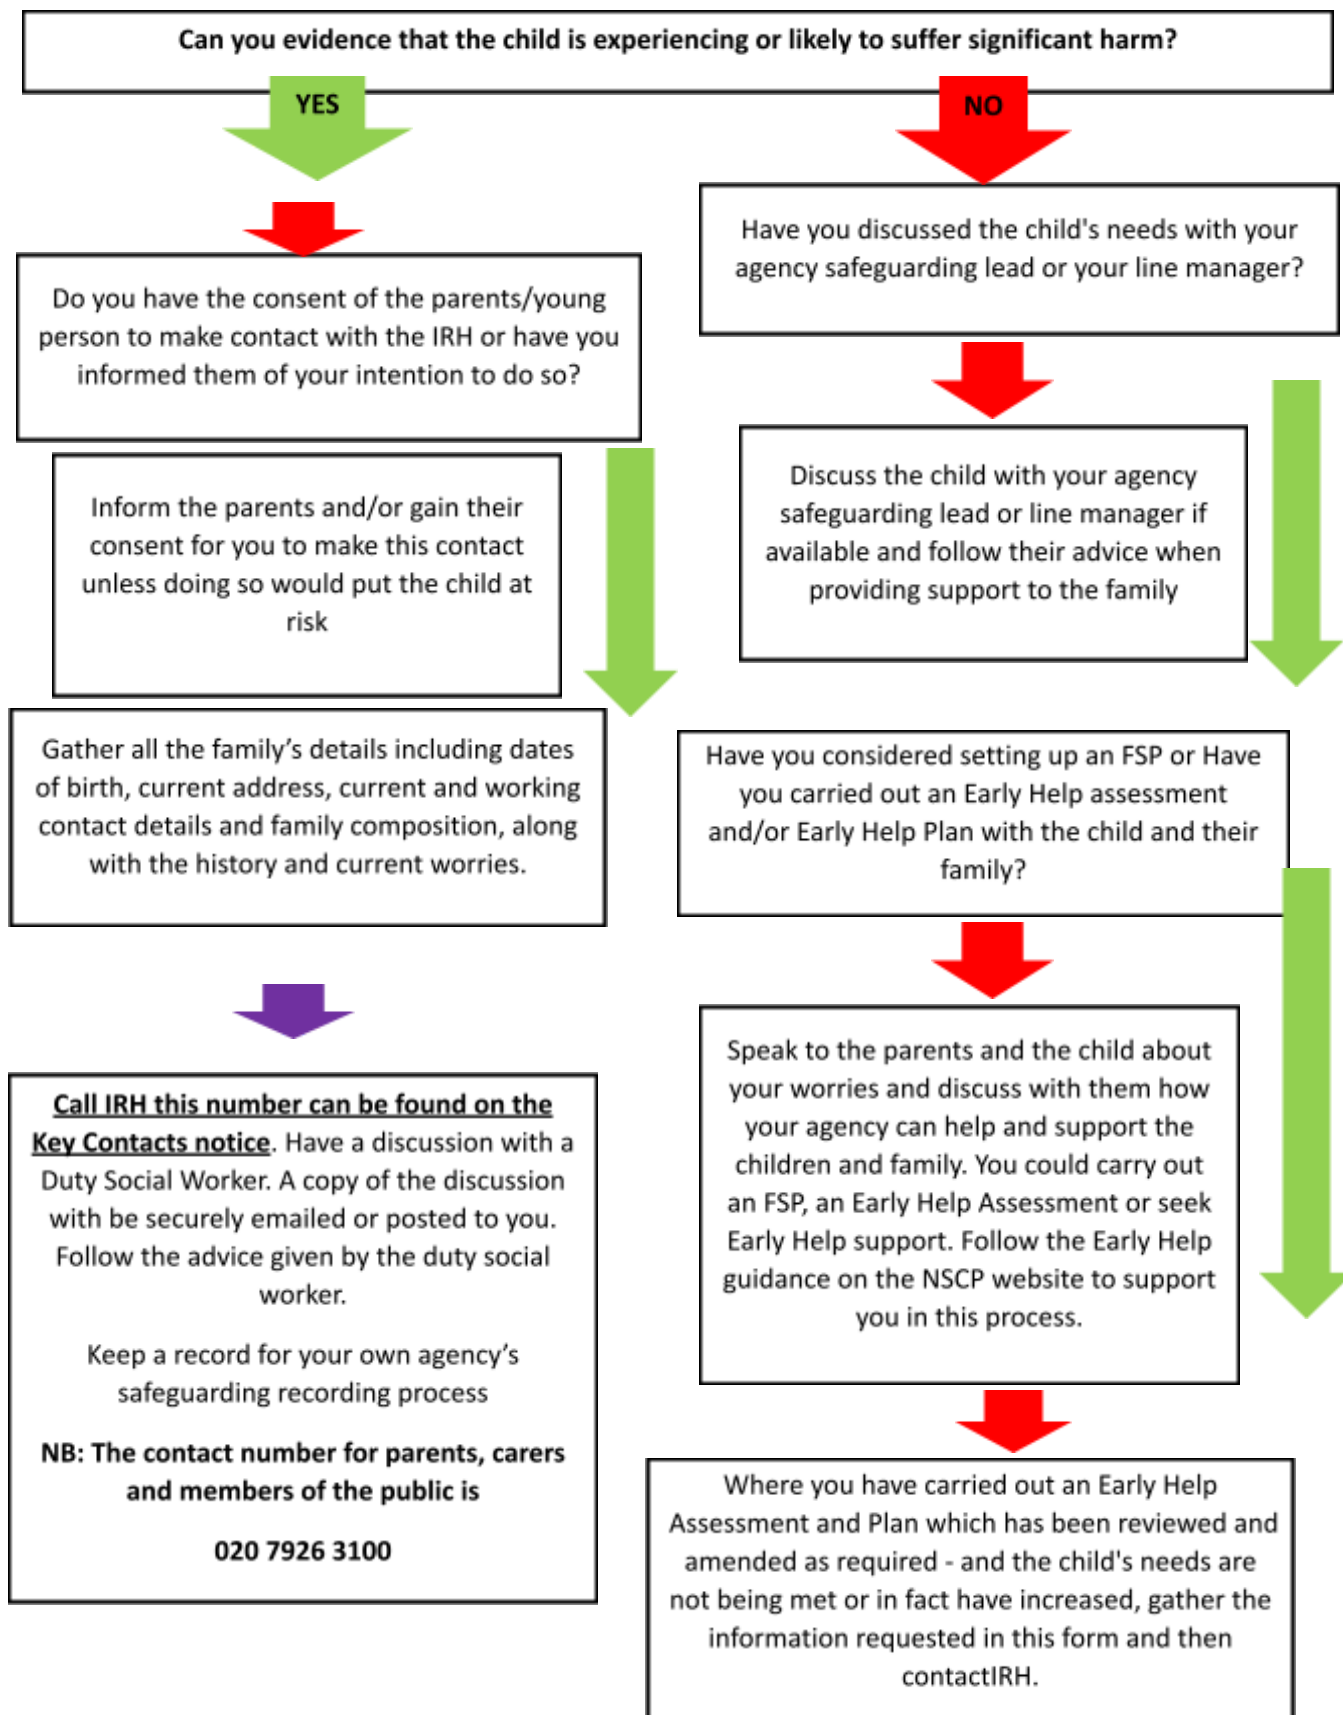 Can you evidence that the child is experiencing or likely to suffer significant harm?
YES
NO
Do you have the consent of the parents/young
person to make contact with the IRH or have you
informed them of your intention to do so?
Inform the parents and/or gain their
consent for you to make this contact
unless doing so would put the child at
risk
Gather all the family’s details including dates
of birth, current address, current and working
contact details and family composition, along
with the history and current worries.
Call IRH this number can be found on the
Key Contacts notice. Have a discussion with a
Duty Social Worker. A copy of the discussion
with be securely emailed or posted to you.
Follow the advice given by the duty social
worker.
Keep a record for your own agency’s
safeguarding recording process
NB: The contact number for parents, carers
and members of the public is
020 7926 3100
Have you discussed the child's needs with your
agency safeguarding lead or your line manager?
Discuss the child with your agency
safeguarding lead or line manager if
available and follow their advice when
providing support to the family
Have you considered setting up an FSP or Have
you carried out an Early Help assessment
and/or Early Help Plan with the child and their
family?
Speak to the parents and the child about
your worries and discuss with them how
your agency can help and support the
children and family. You could carry out
an FSP, an Early Help Assessment or seek
Early Help support. Follow the Early Help
guidance on the NSCP website to support
you in this process.
Where you have carried out an Early Help
Assessment and Plan which has been reviewed and
amended as required - and the child's needs are
not being met or in fact have increased, gather the
information requested in this form and then
contactIRH.